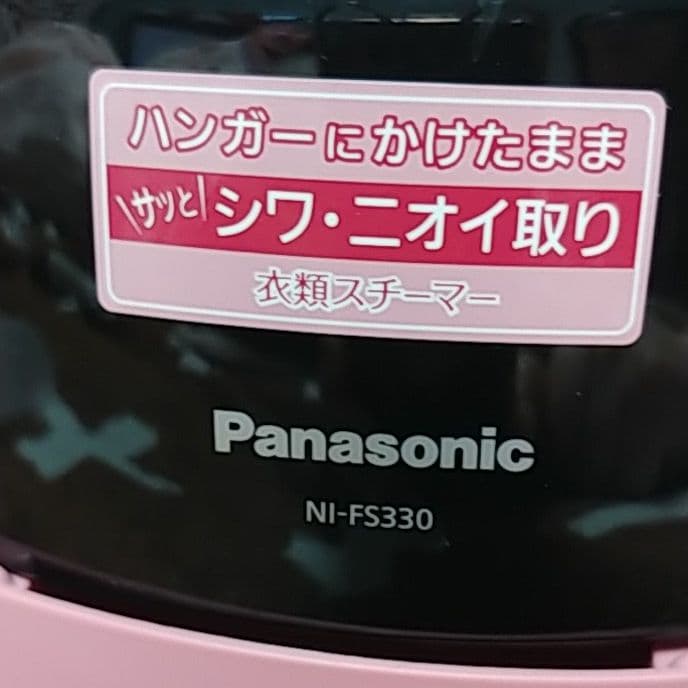 ハンガーにかけたまま
サッと シワ・ニオイ取り
衣類スチーマー
Panasonic
NI-FS330